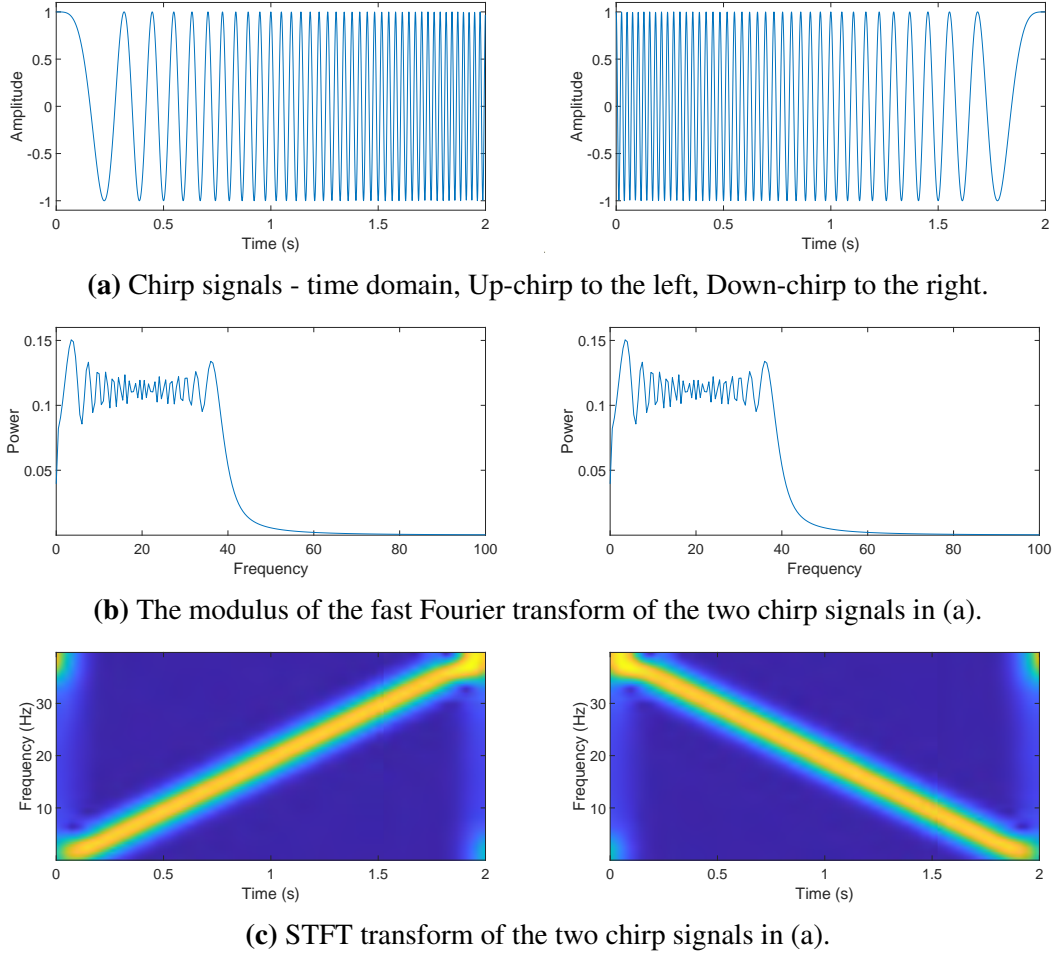 1
0.5
0
-0.5
-1
Amplitude
0 0.5 1 1.5 2
Time (s)
1
0.5
0
-0.5
-1
Amplitude
0 0.5 1 1.5 2
Time (s)
(a) Chirp signals - time domain, Up-chirp to the left, Down-chirp to the right.
0.15
0.1
0.05
Power
0 20 40 60 80 100
Frequency
0.15
0.1
0.05
Power
0 20 40 60 80 100
Frequency
(b) The modulus of the fast Fourier transform of the two chirp signals in (a).
30
20
10
Frequency (Hz)
0 0.5 1 1.5 2
Time (s)
30
20
10
Frequency (Hz)
0 0.5 1 1.5 2
Time (s)
(c) STFT transform of the two chirp signals in (a).